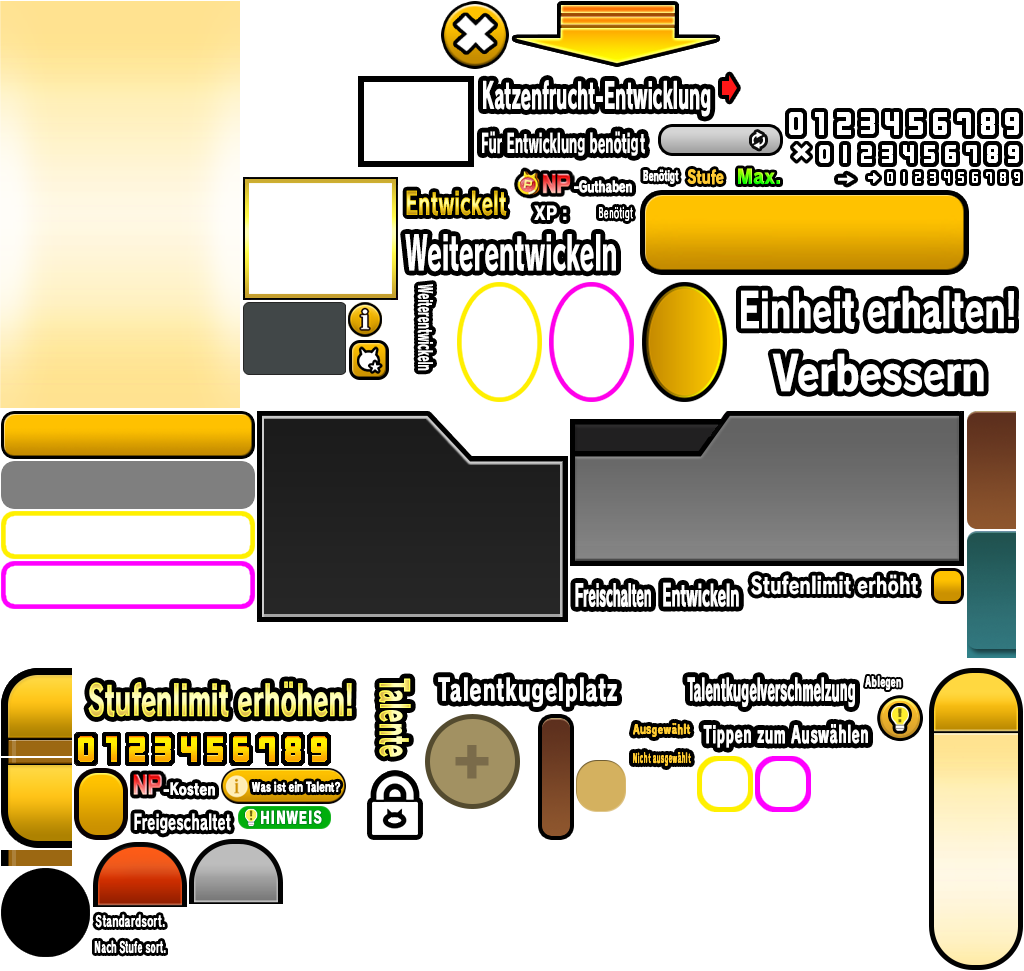 Katzenfrucht-Entwicklung
Für Entwicklung benötigt
0123456789
×0123456789
0123456789
Benötigt Stufe Max.
NP-Guthaben
XP: Benötigt
Entwickelt
Weiterentwickeln
Weiterentwickeln
Einheit erhalten!
Verbessern
Freischalten Entwickeln Stufenlimit erhöht
Stufenlimit erhöhen!
0123456789
NP-Kosten
Was ist ein Talent?
Freigeschaltet
HINWEIS
Talente
Talentkugelplatz
Talentkugelverschmelzung
Ablegen
Ausgewählt
Tippen zum Auswählen
Nicht ausgewählt
Standardsort.
Nach Stufe sort.